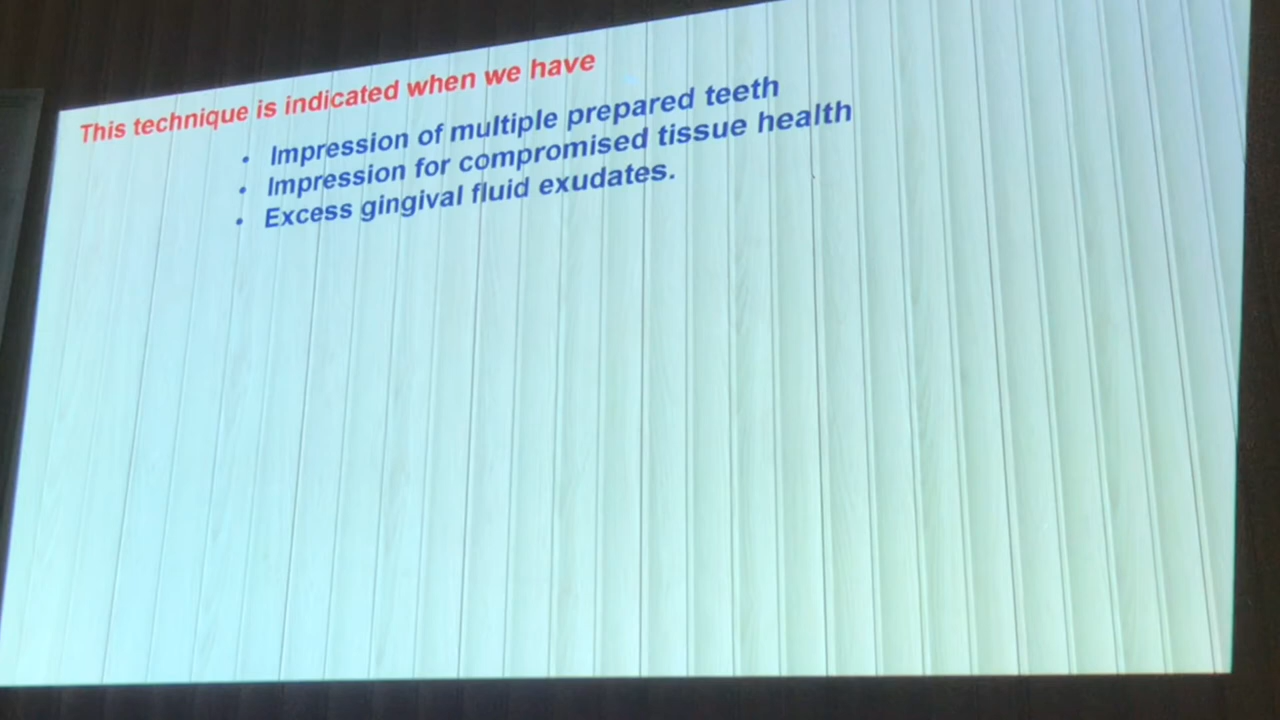 This technique is indicated when we have
• Impression of multiple prepared teeth
• Impression for compromised tissue health
• Excess gingival fluid exudates.